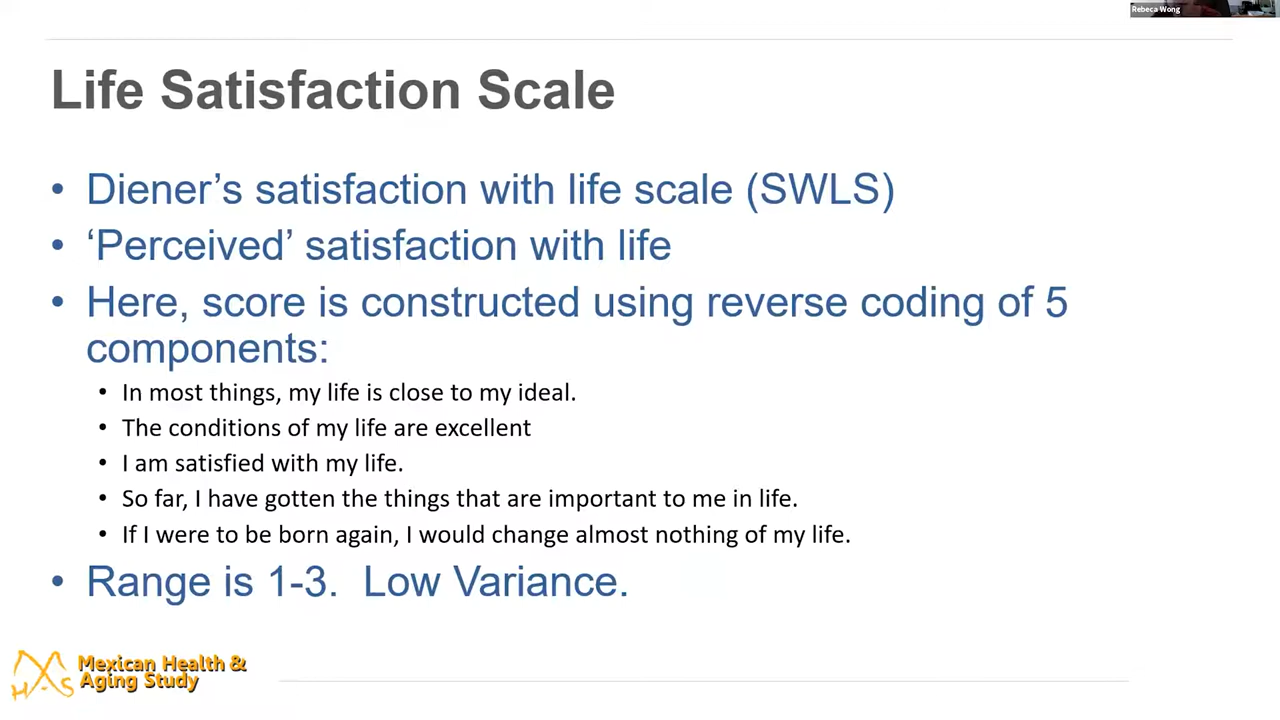 Rebeca Wong
Life Satisfaction Scale
• Diener’s satisfaction with life scale (SWLS)
• ‘Perceived’ satisfaction with life
• Here, score is constructed using reverse coding of 5
components:
• In most things, my life is close to my ideal.
• The conditions of my life are excellent
• I am satisfied with my life.
• So far, I have gotten the things that are important to me in life.
• If I were to be born again, I would change almost nothing of my life.
• Range is 1-3.  Low Variance.
Mexican Health &
Aging Study